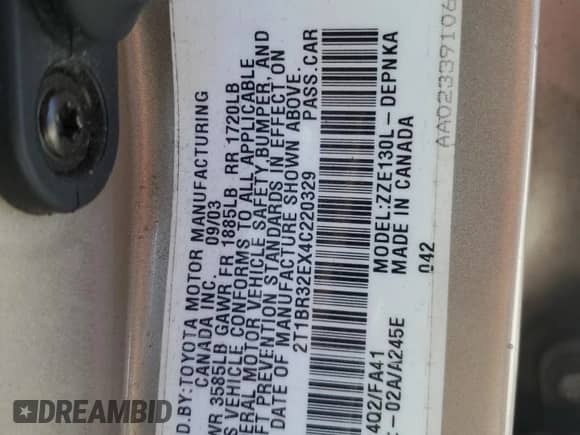 D.BY:TOYOTA MOTOR MANUFACTURING
CANADA INC. 09/03
WR 3585LB GAWR FR 1885LB RR 1720LB
S VEHICLE CONFORMS TO ALL APPLICABLE
ERAL MOTOR VEHICLE SAFETY, BUMPER, AND
FT PREVENTION STANDARDS IN EFFECT ON
DATE OF MANUFACTURE SHOWN ABOVE.
2T1BR32EX4C220329 PASS.CAR
MODEL:ZZE130L-DEPNKA
MADE IN CANADA
4Q2/FA41 042
-02A/A245E
AA02339106
DREAMBID